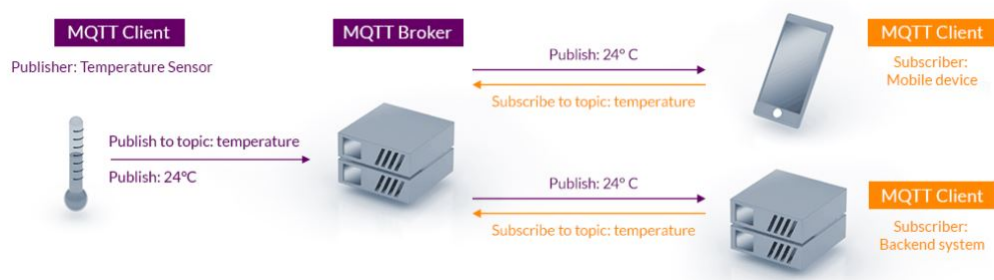 MQTT Client
Publisher: Temperature Sensor
Publish to topic: temperature
Publish: 24°C
MQTT Broker
Publish: 24° C
Subscribe to topic: temperature
MQTT Client
Subscriber:
Mobile device
Publish: 24° C
Subscribe to topic: temperature
MQTT Client
Subscriber:
Backend system